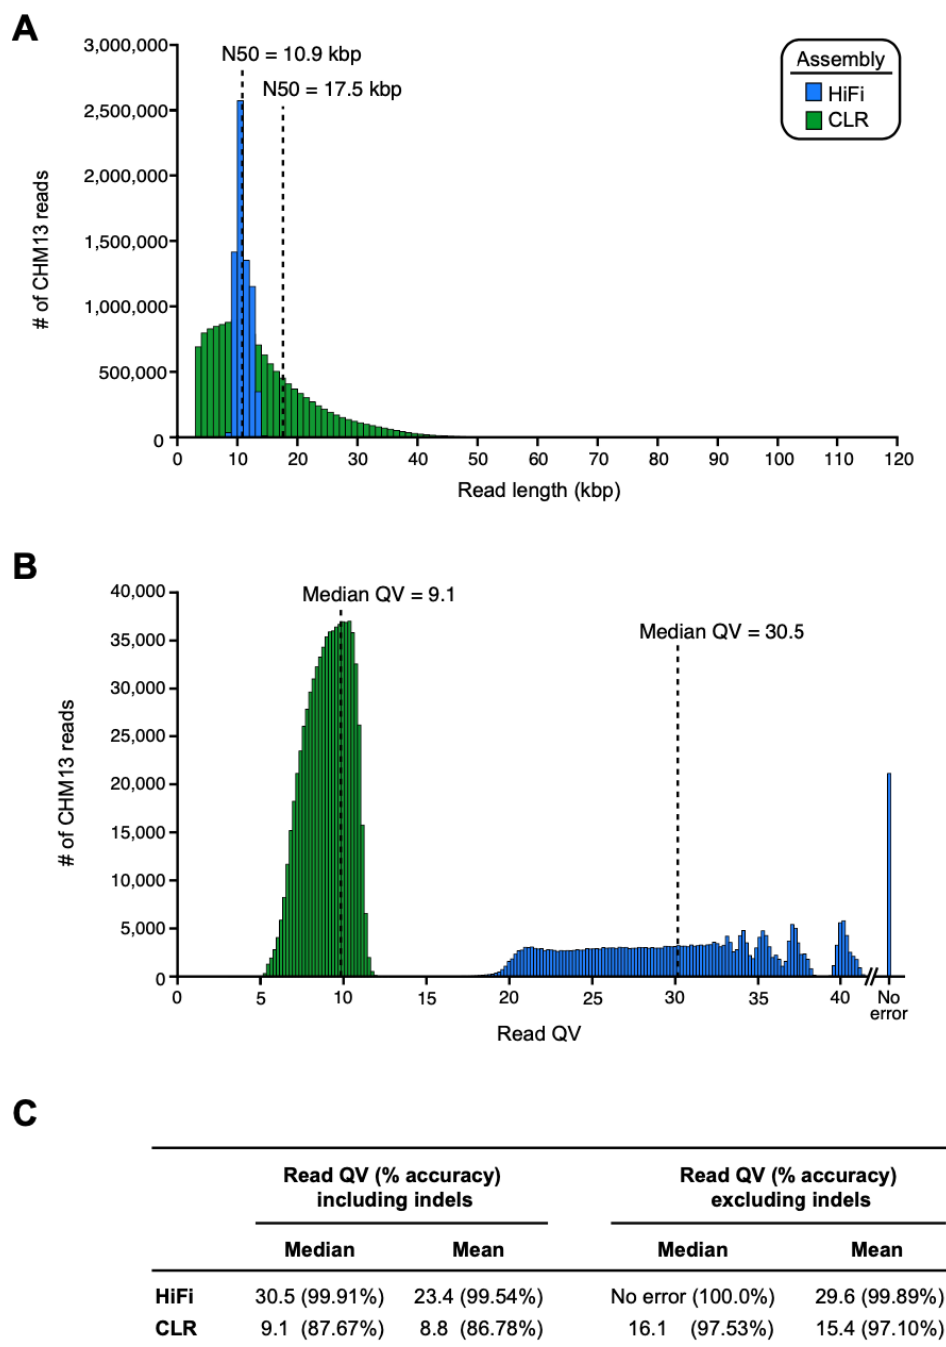 A
3,000,000
2,500,000
2,000,000
1,500,000
1,000,000
500,000
0
# of CHM13 reads
N50 = 10.9 kbp
N50 = 17.5 kbp
Assembly
HiFi
CLR
0 10 20 30 40 50 60 70 80 90 100 110 120
Read length (kbp)
B
40,000
35,000
30,000
25,000
20,000
15,000
10,000
5,000
0
# of CHM13 reads
Median QV = 9.1
Median QV = 30.5
0 5 10 15 20 25 30 35 40 No
error
Read QV
C
Read QV (% accuracy) Read QV (% accuracy)
including indels excluding indels
Median Mean Median Mean
HiFi 30.5 (99.91%) 23.4 (99.54%) No error (100.0%) 29.6 (99.89%)
CLR 9.1 (87.67%) 8.8 (86.78%) 16.1 (97.53%) 15.4 (97.10%)